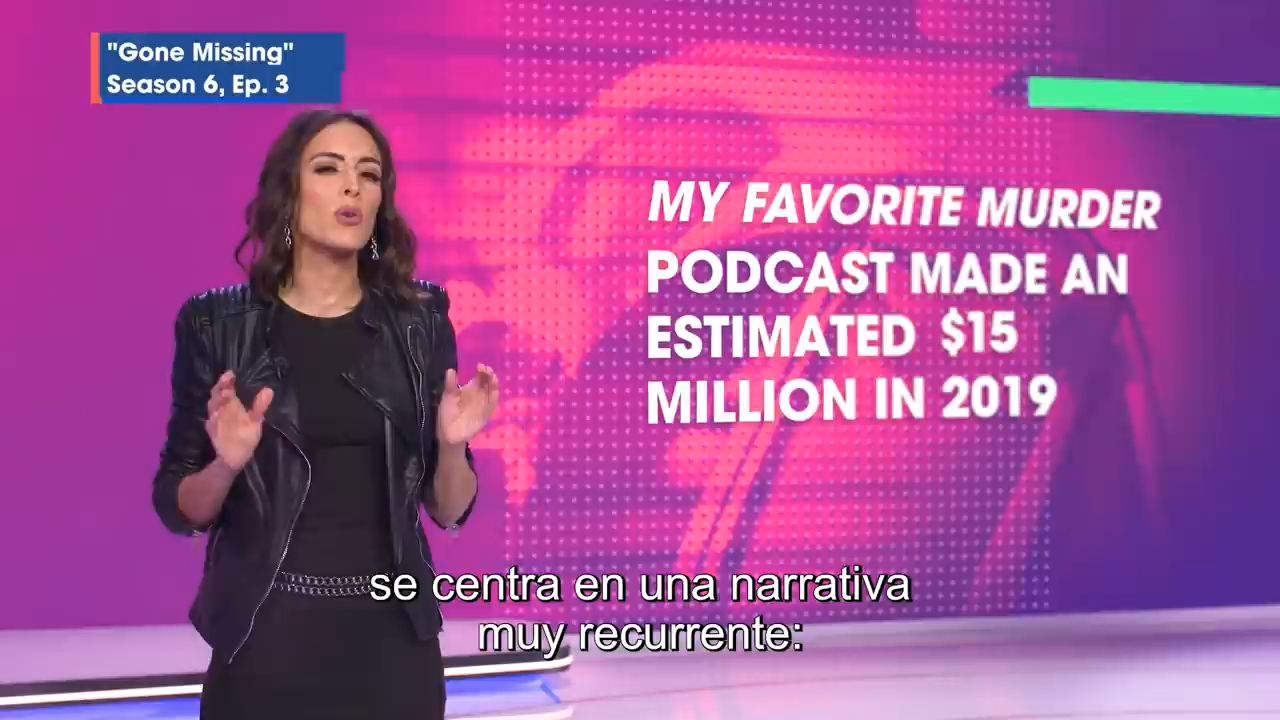 "Gone Missing"
Season 6, Ep. 3
MY FAVORITE MURDER
PODCAST MADE AN
ESTIMATED $15
MILLION IN 2019
se centra en una narrativa
muy recurrente: